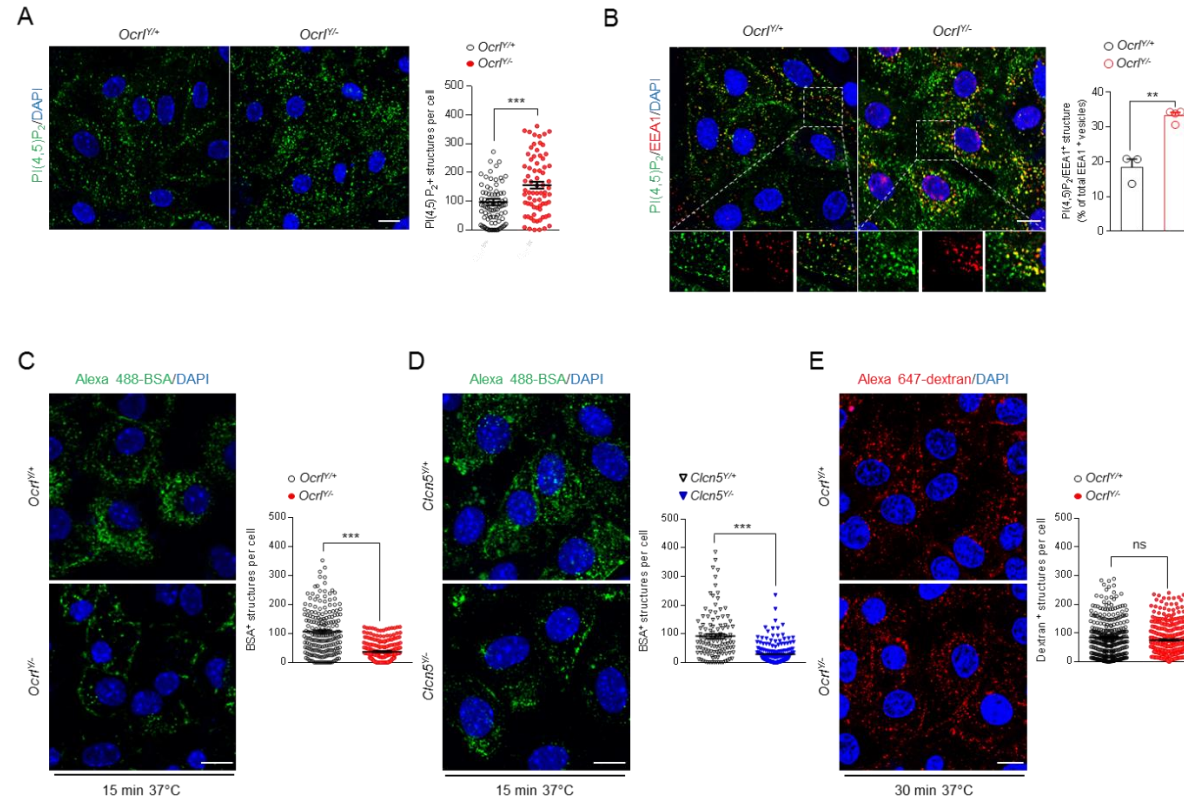 A
Ocrl^Y/+
Ocrl^Y/-
PI(4,5)P₂/DAPI
Ocrl^Y/+
Ocrl^Y/-
PI(4,5)P₂+ structures per cell
500
400
300
200
100
0
***
B
Ocrl^Y/+
Ocrl^Y/-
PI(4,5)P₂/EEA1/DAPI
Ocrl^Y/+
Ocrl^Y/-
PI(4,5)P₂/EEA1⁺ structure
(% of total EEA1⁺ vesicles)
40
30
20
10
0
**
C
Alexa 488-BSA/DAPI
Ocrl^Y/+
Ocrl^Y/-
15 min 37°C
Ocrl^Y/+
Ocrl^Y/-
BSA⁺ structures per cell
500
400
300
200
100
0
***
D
Alexa 488-BSA/DAPI
Clcn5^Y/+
Clcn5^Y/-
15 min 37°C
Clcn5^Y/+
Clcn5^Y/-
BSA⁺ structures per cell
500
400
300
200
100
0
***
E
Alexa 647-dextran/DAPI
Ocrl^Y/+
Ocrl^Y/-
30 min 37°C
Ocrl^Y/+
Ocrl^Y/-
Dextran⁺ structures per cell
500
400
300
200
100
0
ns